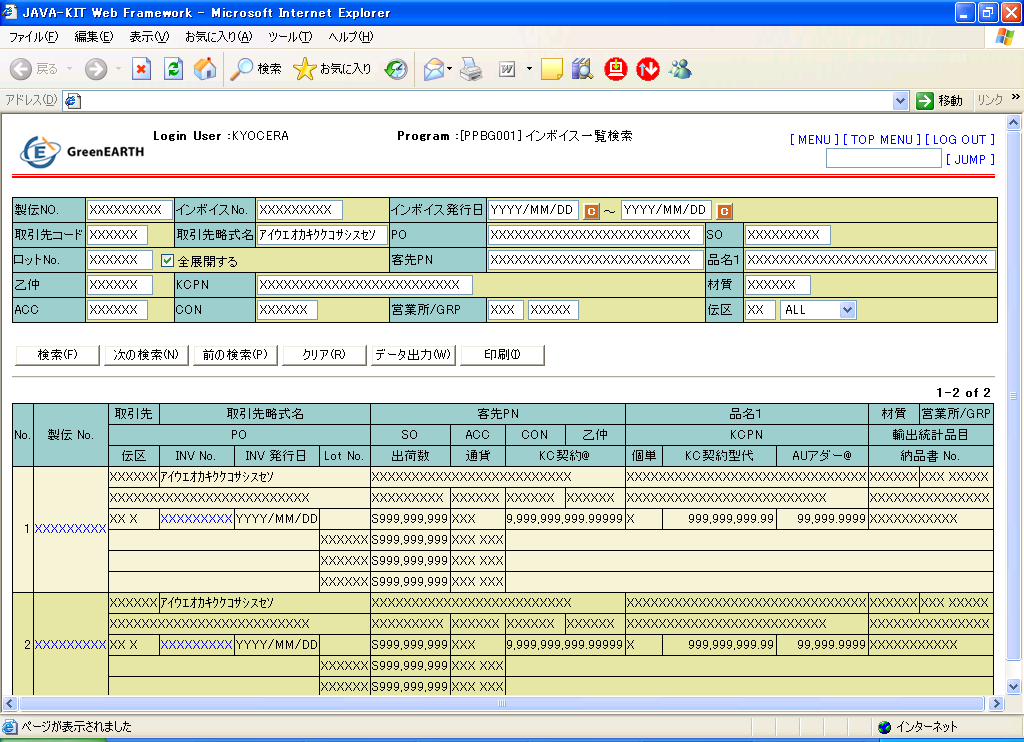 JAVA-KIT Web Framework - Microsoft Internet Explorer
ファイル(F) 編集(E) 表示(V) お気に入り(A) ツール(T) ヘルプ(H)
戻る 検索 お気に入り
アドレス(D) 移動 リンク »
GreenEARTH Login User :KYOCERA Program :[PPBG001] インボイス一覧検索 [ MENU ] [ TOP MENU ] [ LOG OUT ]
[ JUMP ]
製伝NO. XXXXXXXXX インボイスNo. XXXXXXXXX インボイス発行日 YYYY/MM/DD C ～ YYYY/MM/DD C
取引先コード XXXXXX 取引先略式名 アイウエオカキクケコサシスセソ PO XXXXXXXXXXXXXXXXXXXXXXXXX SO XXXXXXXXX
ロットNo. XXXXXX 全展開する 客先PN XXXXXXXXXXXXXXXXXXXXXXXXX 品名1 XXXXXXXXXXXXXXXXXXXXXXXXXXXXXX
乙仲 XXXXXX KCPN XXXXXXXXXXXXXXXXXXXXXXXXX 材質 XXXXXX
ACC XXXXXX CON XXXXXX 営業所/GRP XXX XXXXX 伝区 XX ALL
検索(F) 次の検索(N) 前の検索(P) クリア(R) データ出力(W) 印刷(I)
1-2 of 2
No. 製伝 No. 取引先 取引先略式名 客先PN 品名1 材質 営業所/GRP
PO SO ACC CON 乙仲 KCPN 輸出統計品目
伝区 INV No. INV 発行日 Lot No. 出荷数 通貨 KC契約@ 個単 KC契約型代 AUアダー@ 納品書 No.
1 XXXXXXXXX XXXXXX アイウエオカキクケコサシスセソ XXXXXXXXXXXXXXXXXXXXXXXXX XXXXXXXXXXXXXXXXXXXXXXXXXXXXXX XXXXXX XXX XXXXX
XXXXXXXXXXXXXXXXXXXXXXXXX XXXXXXXXX XXXXXX XXXXXX XXXXXX XXXXXXXXXXXXXXXXXXXXXXXXX XXXXXXXXXXXXXXX
XX X XXXXXXXXX YYYY/MM/DD S999,999,999 XXX 9,999,999,999.99999 X 999,999,999.99 99,999.9999 XXXXXXXXXXX
XXXXXX S999,999,999 XXX XXX
XXXXXX S999,999,999 XXX XXX
XXXXXX S999,999,999 XXX XXX
2 XXXXXXXXX XXXXXX アイウエオカキクケコサシスセソ XXXXXXXXXXXXXXXXXXXXXXXXX XXXXXXXXXXXXXXXXXXXXXXXXXXXXXX XXXXXX XXX XXXXX
XXXXXXXXXXXXXXXXXXXXXXXXX XXXXXXXXX XXXXXX XXXXXX XXXXXX XXXXXXXXXXXXXXXXXXXXXXXXX XXXXXXXXXXXXXXX
XX X XXXXXXXXX YYYY/MM/DD S999,999,999 XXX 9,999,999,999.99999 X 999,999,999.99 99,999.9999 XXXXXXXXXXX
XXXXXX S999,999,999 XXX XXX
XXXXXX S999,999,999 XXX XXX
ページが表示されました インターネット